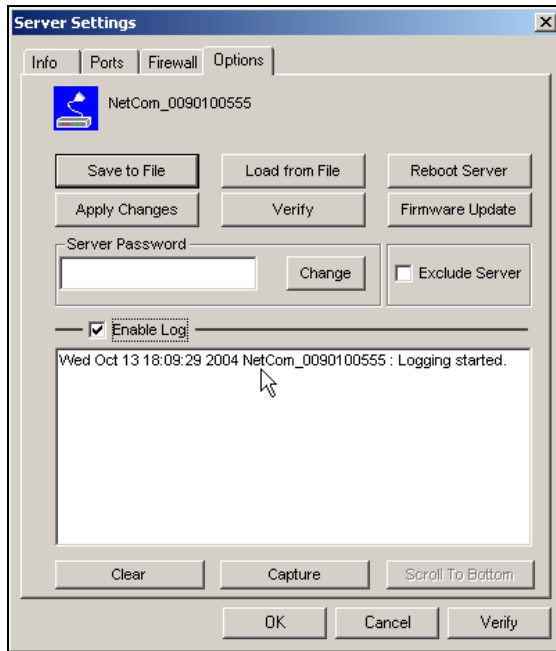 Server Settings
Info Ports Firewall Options
NetCom_0090100555
Save to File Load from File Reboot Server
Apply Changes Verify Firmware Update
Server Password
Change Exclude Server
Enable Log
Wed Oct 13 18:09:29 2004 NetCom_0090100555 : Logging started.
Clear Capture Scroll To Bottom
OK Cancel Verify